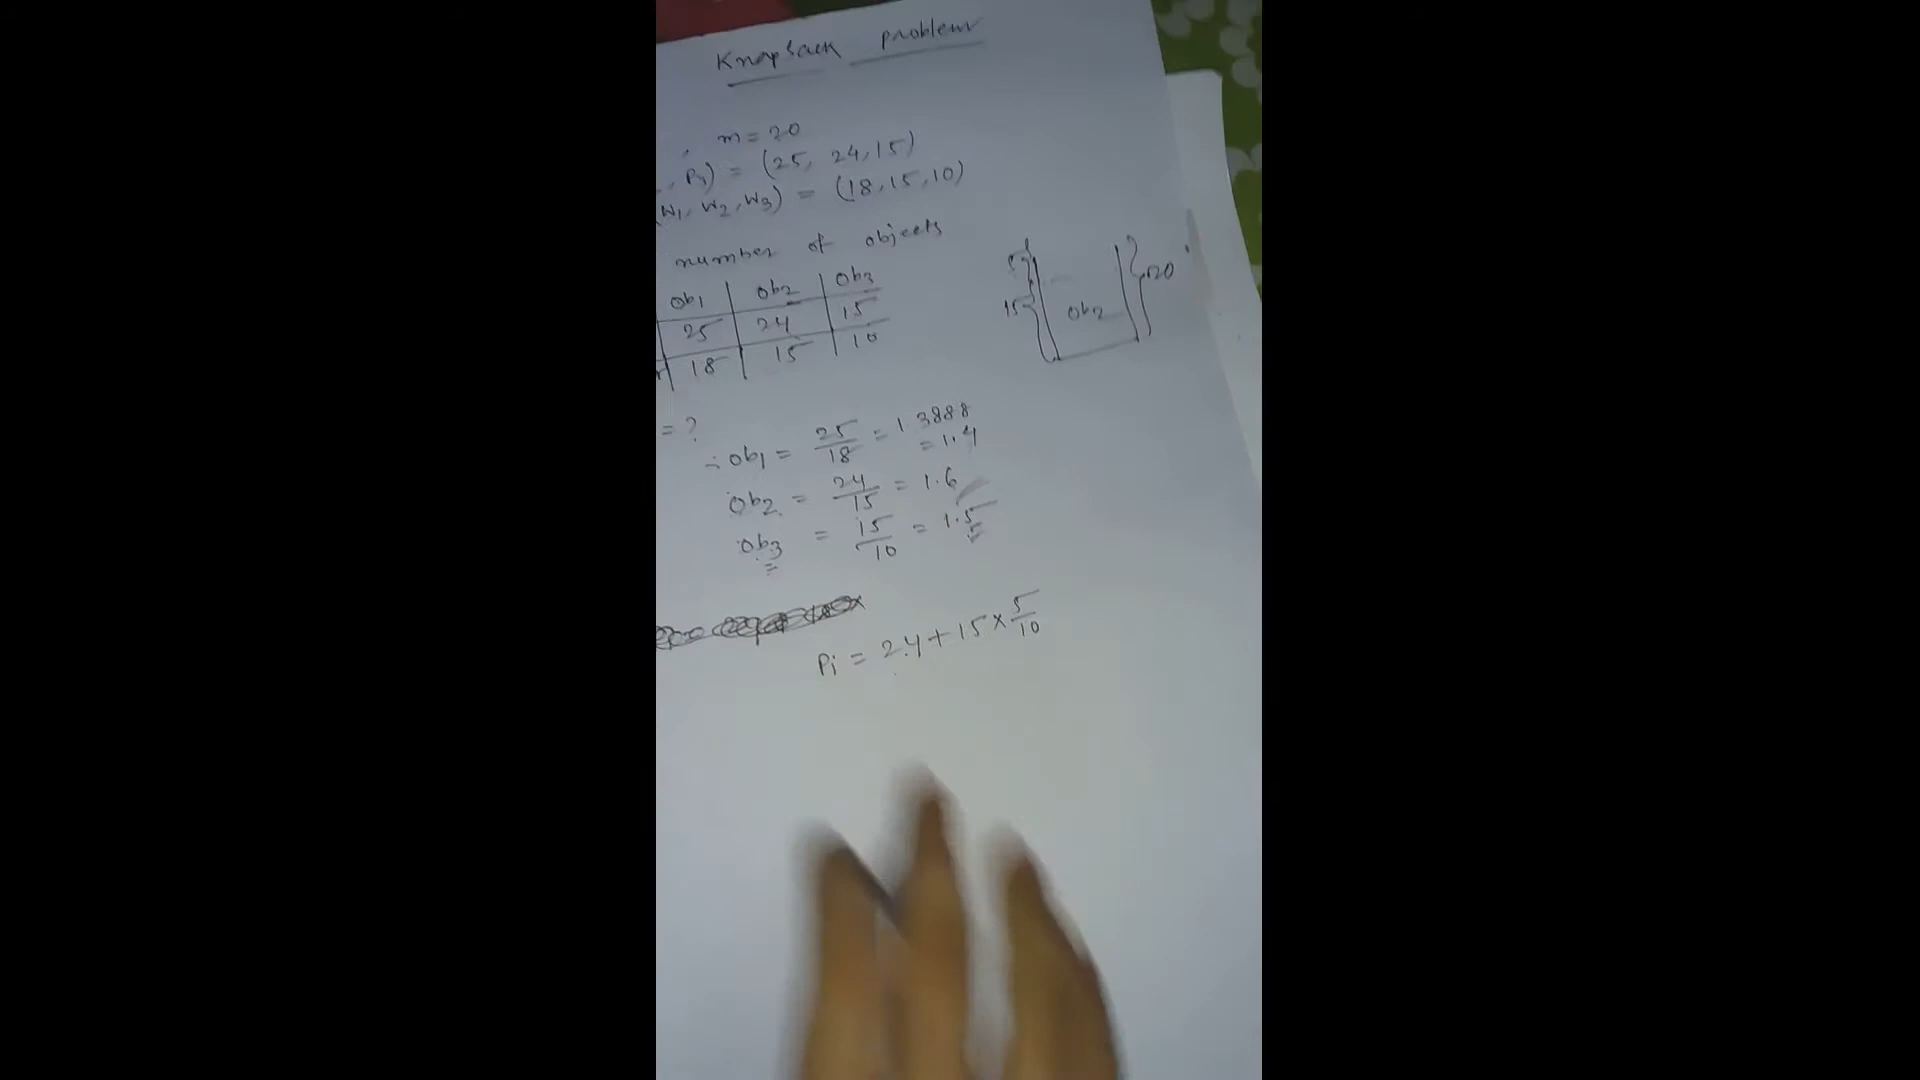 Knapsack problem
m = 20
, P3) = (25, 24, 15)
(W1, W2, W3) = (18, 15, 10)
number of objects
Ob1 Ob2 Ob3
25 24 15
18 15 10
5 15 Ob2 20
= ?
Ob1 = 25/18 = 1.3888
= 1.4
Ob2 = 24/15 = 1.6
Ob3 = 15/10 = 1.5
Pi = 24 + 15 × 5/10